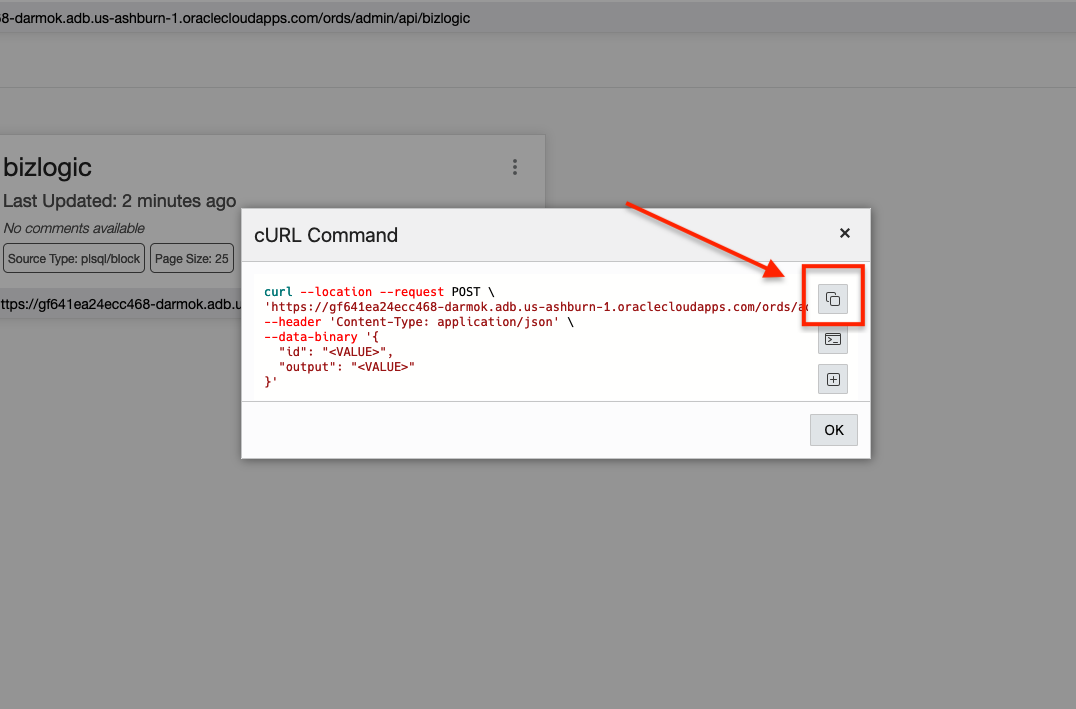 68-darmok.adb.us-ashburn-1.oraclecloudapps.com/ords/admin/api/bizlogic
bizlogic
Last Updated: 2 minutes ago
No comments available
Source Type: plsql/block
Page Size: 25
ttps://gf641ea24ecc468-darmok.adb.u
cURL Command
curl --location --request POST \
'https://gf641ea24ecc468-darmok.adb.us-ashburn-1.oraclecloudapps.com/ords/ad
--header 'Content-Type: application/json' \
--data-binary '{
"id": "<VALUE>",
"output": "<VALUE>"
}'
OK